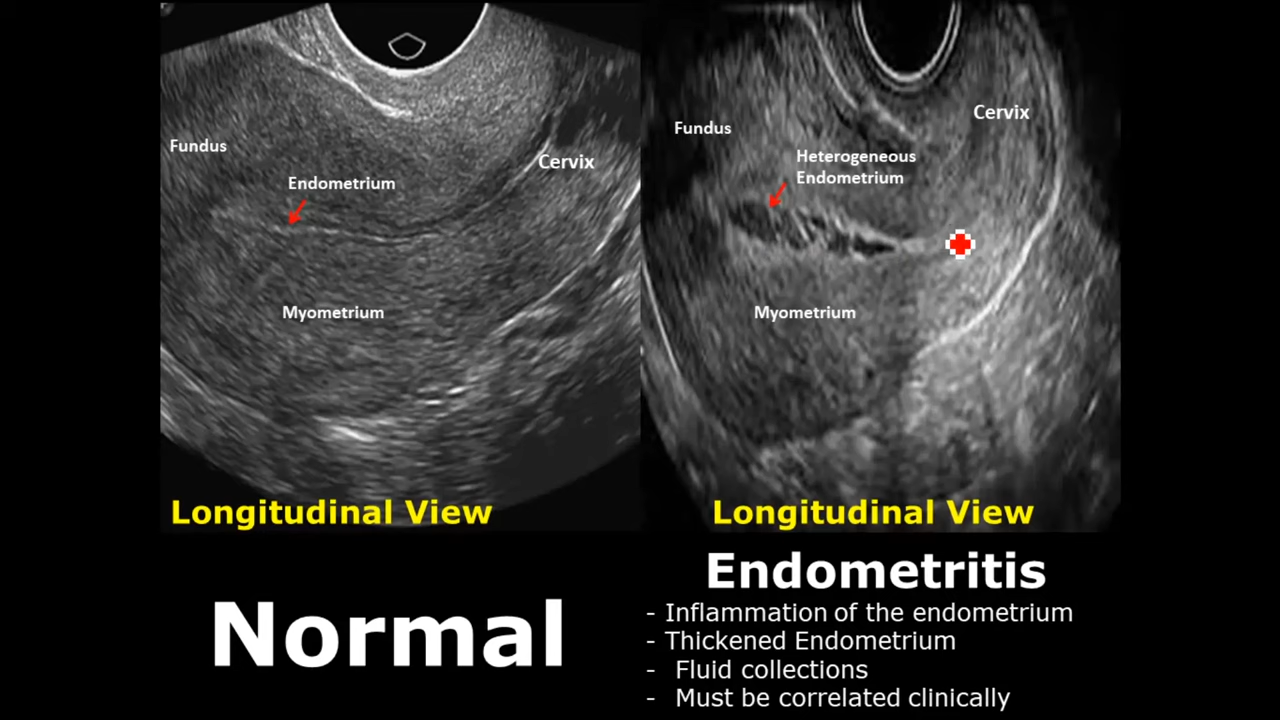 Fundus
Endometrium
Cervix
Myometrium
Longitudinal View
Normal
Fundus
Cervix
Heterogeneous
Endometrium
Myometrium
Longitudinal View
Endometritis
- Inflammation of the endometrium
- Thickened Endometrium
- Fluid collections
- Must be correlated clinically